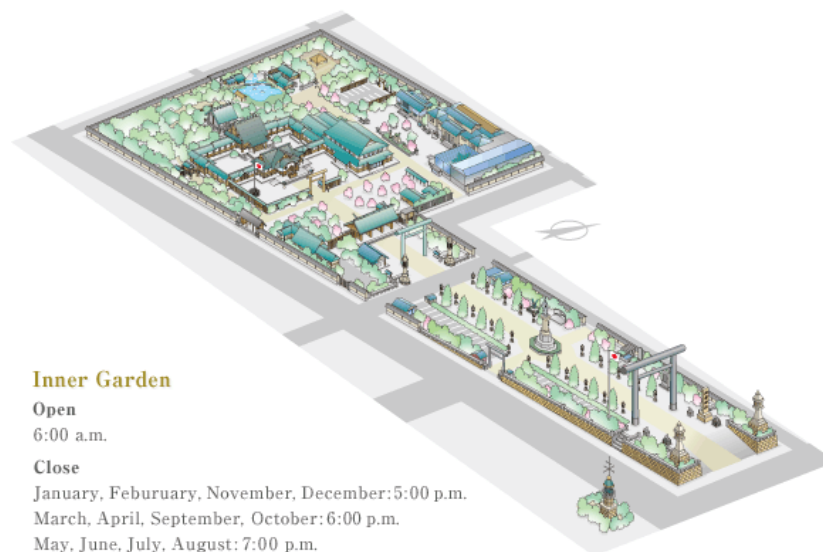 Inner Garden
Open
6:00 a.m.
Close
January, Feburuary, November, December:5:00 p.m.
March, April, September, October:6:00 p.m.
May, June, July, August:7:00 p.m.